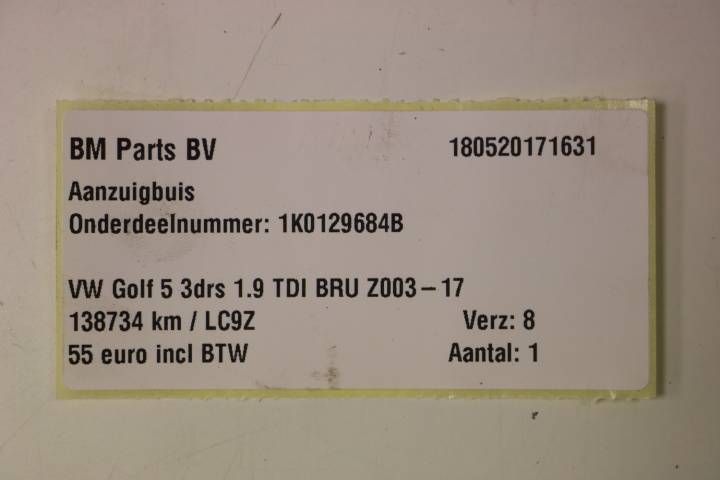 BM Parts BV 180520171631
Aanzuigbuis
Onderdeelnummer: 1K0129684B
VW Golf 5 3drs 1.9 TDI BRU Z003-17
138734 km / LC9Z Verz: 8
55 euro incl BTW Aantal: 1